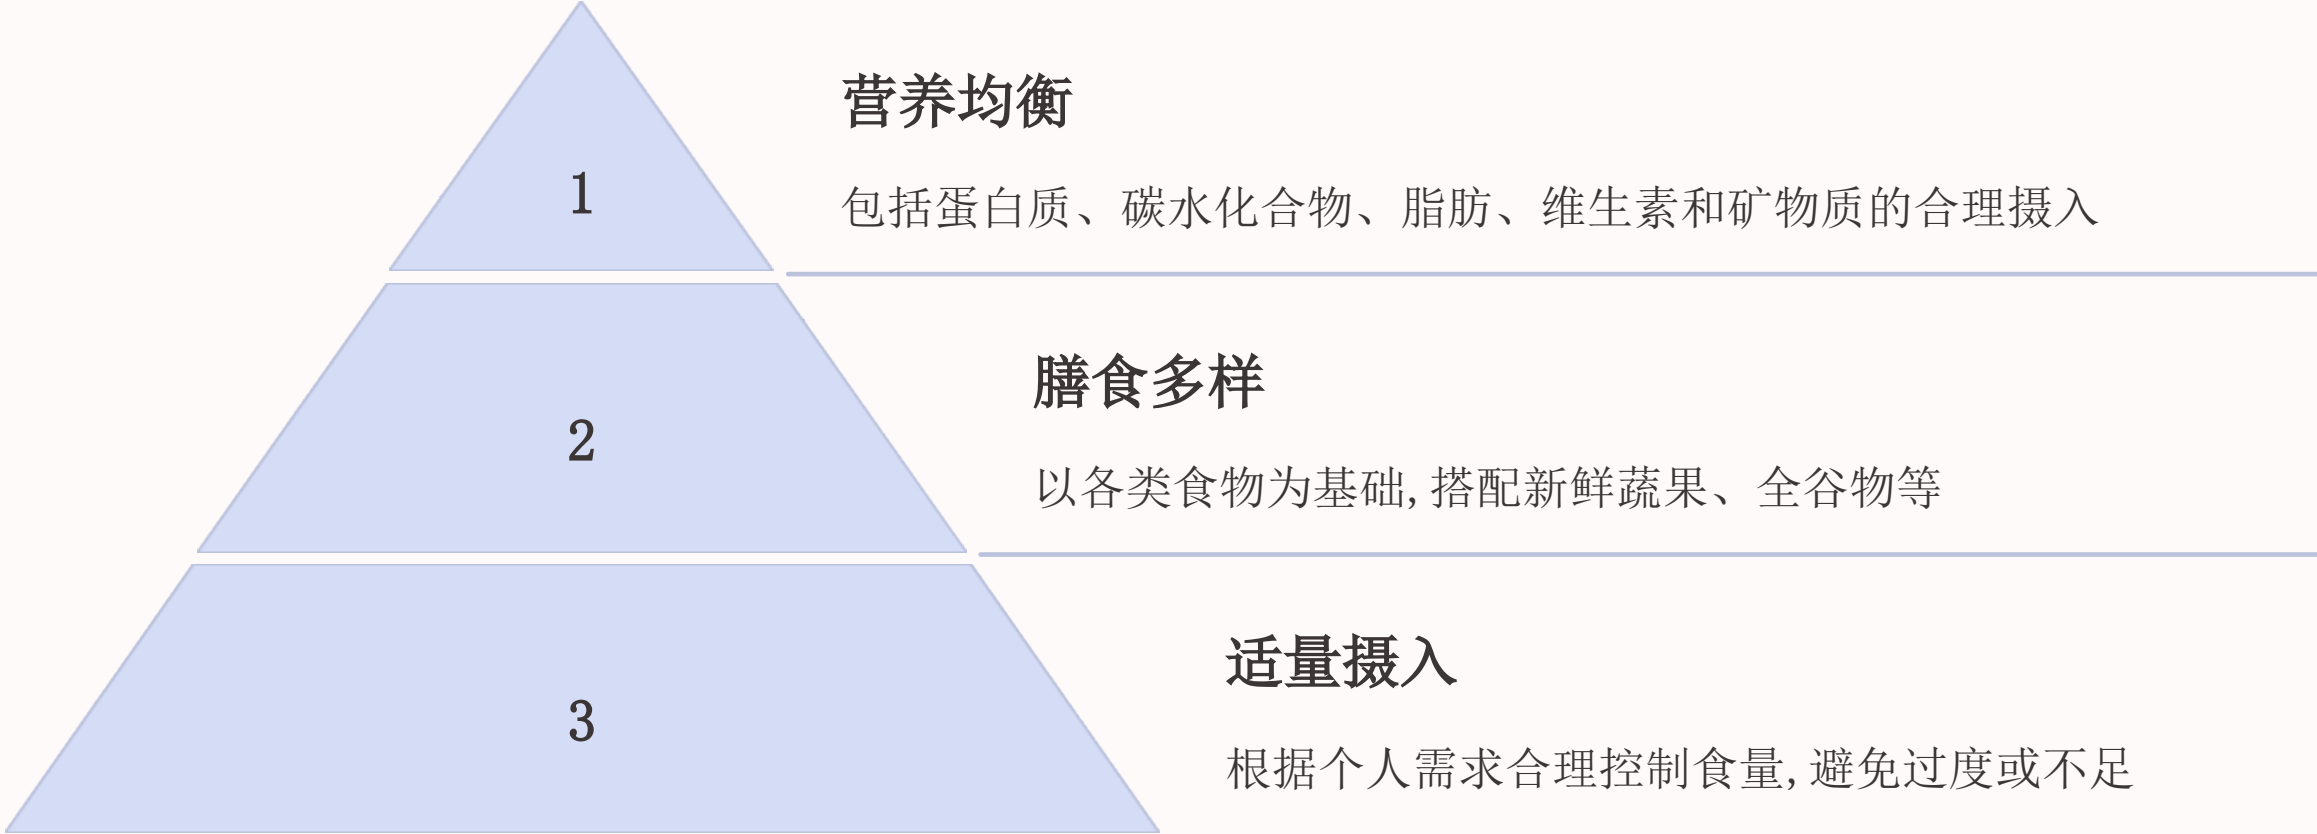 营养均衡
1
包括蛋白质、碳水化合物、脂肪、维生素和矿物质的合理摄入
膳食多样
2
以各类食物为基础,搭配新鲜蔬果、全谷物等
适量摄入
3
根据个人需求合理控制食量,避免过度或不足